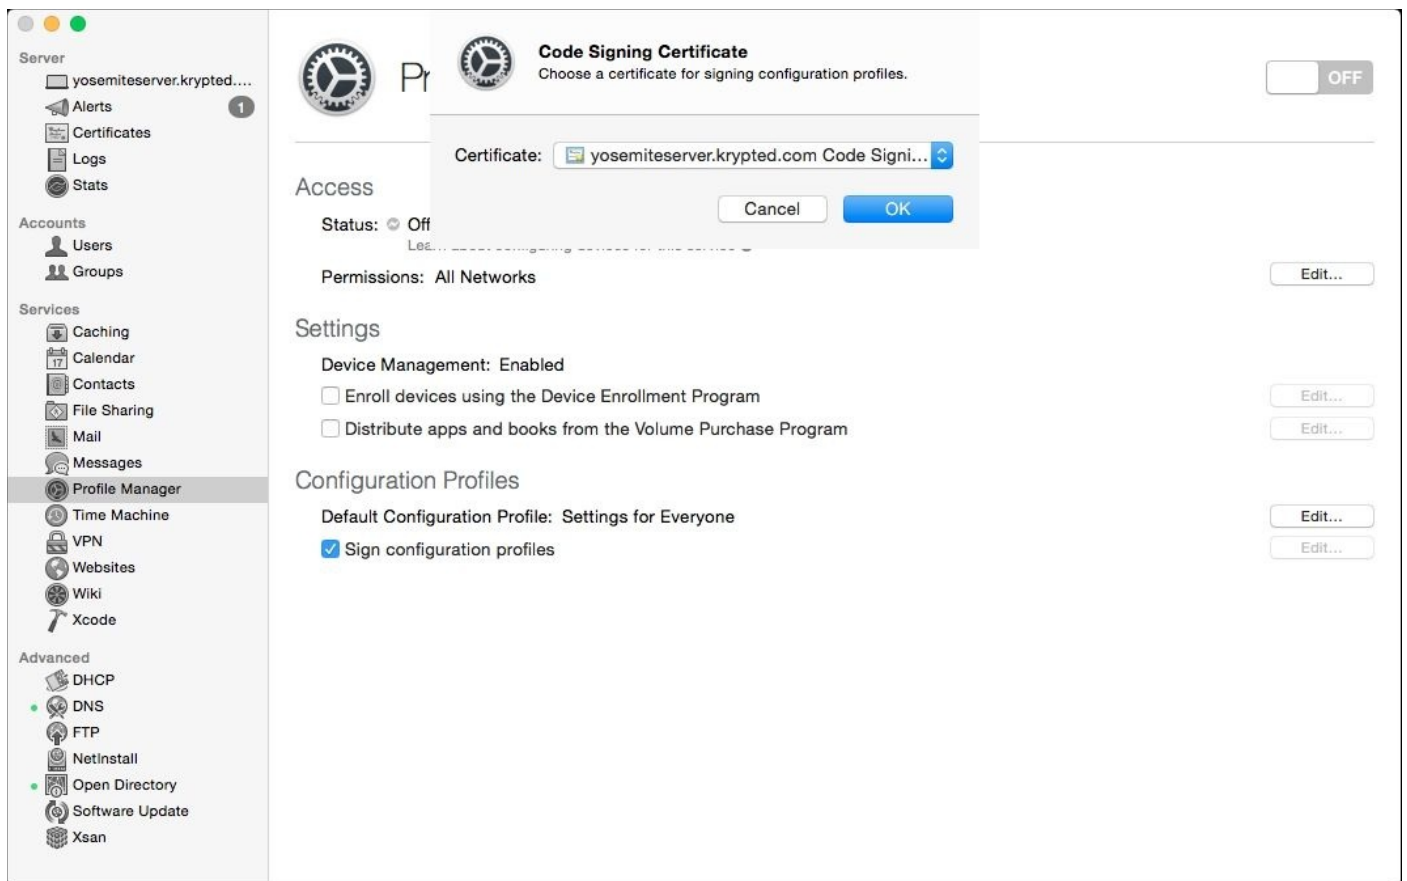 Server
yosemiteserver.krypted....
Alerts
1
Certificates
Logs
Stats
Accounts
Users
Groups
Services
Caching
17
Calendar
Contacts
File Sharing
Mail
Messages
Profile Manager
Time Machine
VPN
Websites
Wiki
Xcode
Advanced
DHCP
DNS
FTP
NetInstall
Open Directory
Software Update
Xsan
Pr
OFF
Code Signing Certificate
Choose a certificate for signing configuration profiles.
Certificate: yosemiteserver.krypted.com Code Signi...
Cancel OK
Access
Status: Off
Permissions: All Networks Edit...
Settings
Device Management: Enabled
Enroll devices using the Device Enrollment Program Edit...
Distribute apps and books from the Volume Purchase Program Edit...
Configuration Profiles
Default Configuration Profile: Settings for Everyone Edit...
Sign configuration profiles Edit...